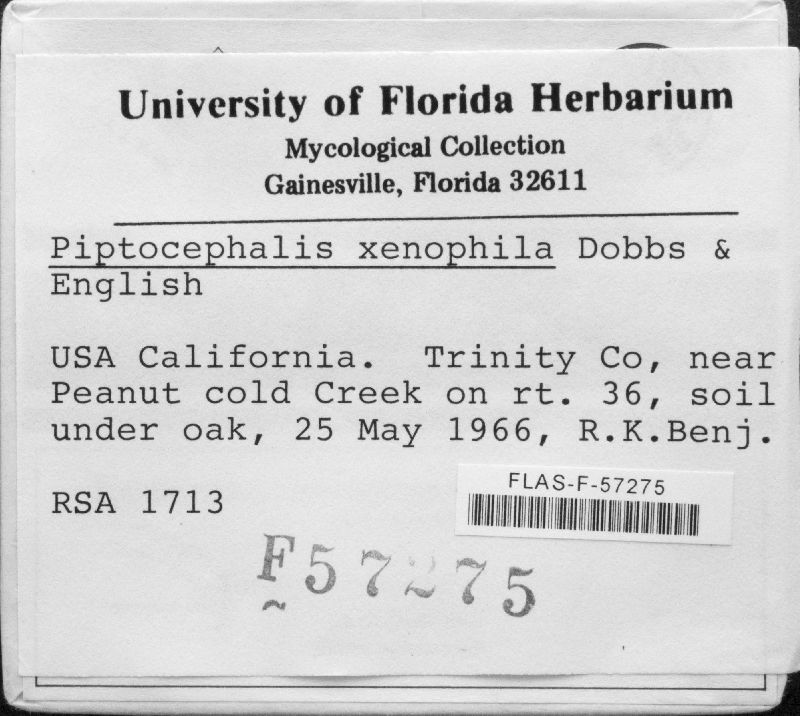 University of Florida Herbarium
Mycological Collection
Gainesville, Florida 32611
Piptocephalis xenophila Dobbs &
English
USA California. Trinity Co, near
Peanut cold Creek on rt. 36, soil
under oak, 25 May 1966, R.K.Benj.
RSA 1713
FLAS-F-57275
F57275